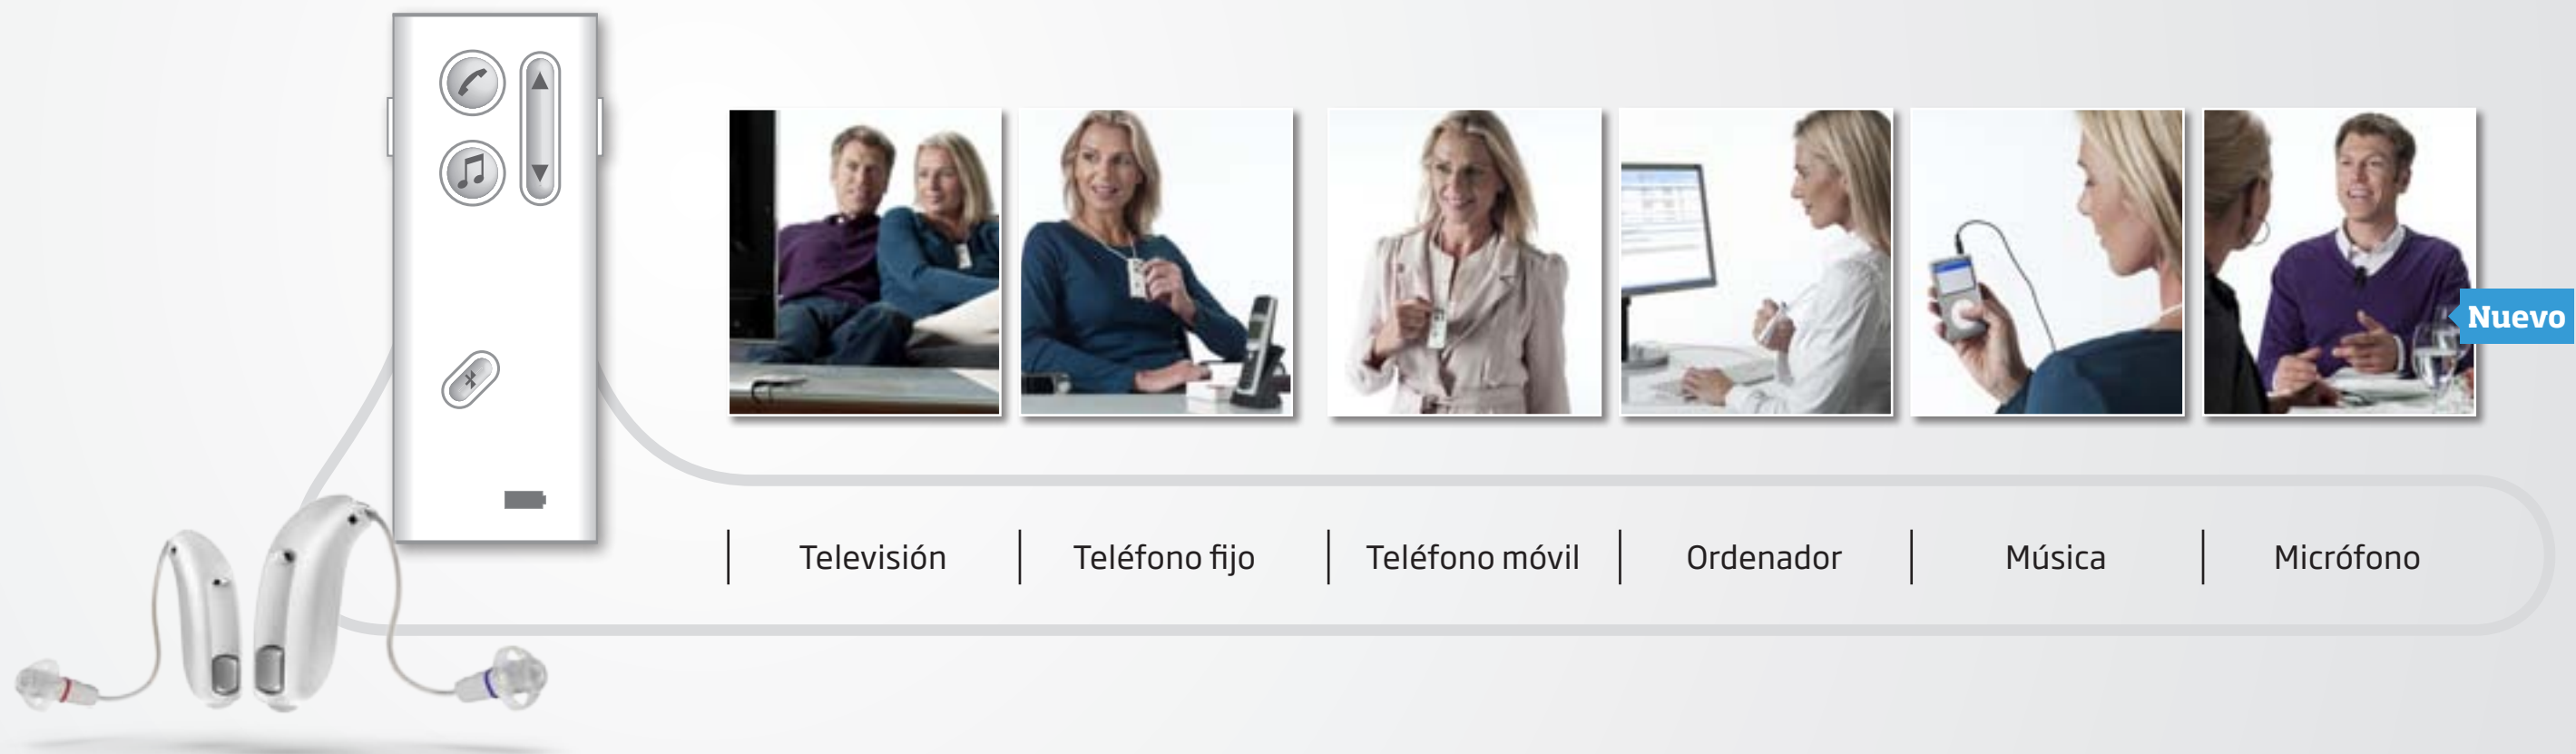 Nuevo
Televisión
Teléfono fijo
Teléfono móvil
Ordenador
Música
Micrófono